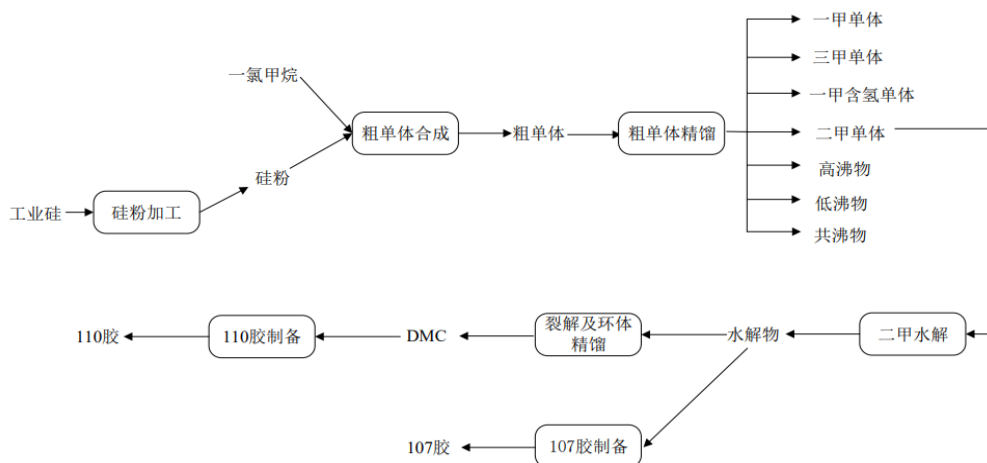 一甲单体
三甲单体
一氯甲烷
一甲含氢单体
粗单体合成
粗单体
粗单体精馏
二甲单体
高沸物
硅粉
低沸物
工业硅
硅粉加工
共沸物
110胶
110胶制备
DMC
裂解及环体
精馏
水解物
二甲水解
107胶
107胶制备